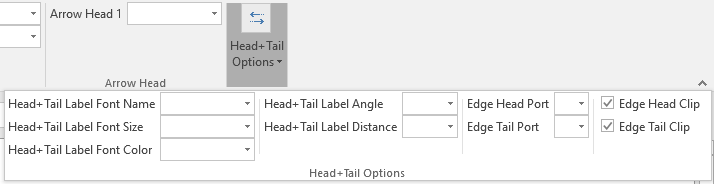 Arrow Head 1
Head+Tail
Options
Arrow Head
Head+Tail Label Font Name Head+Tail Label Angle Edge Head Port Edge Head Clip
Head+Tail Label Font Size Head+Tail Label Distance Edge Tail Port Edge Tail Clip
Head+Tail Label Font Color
Head+Tail Options